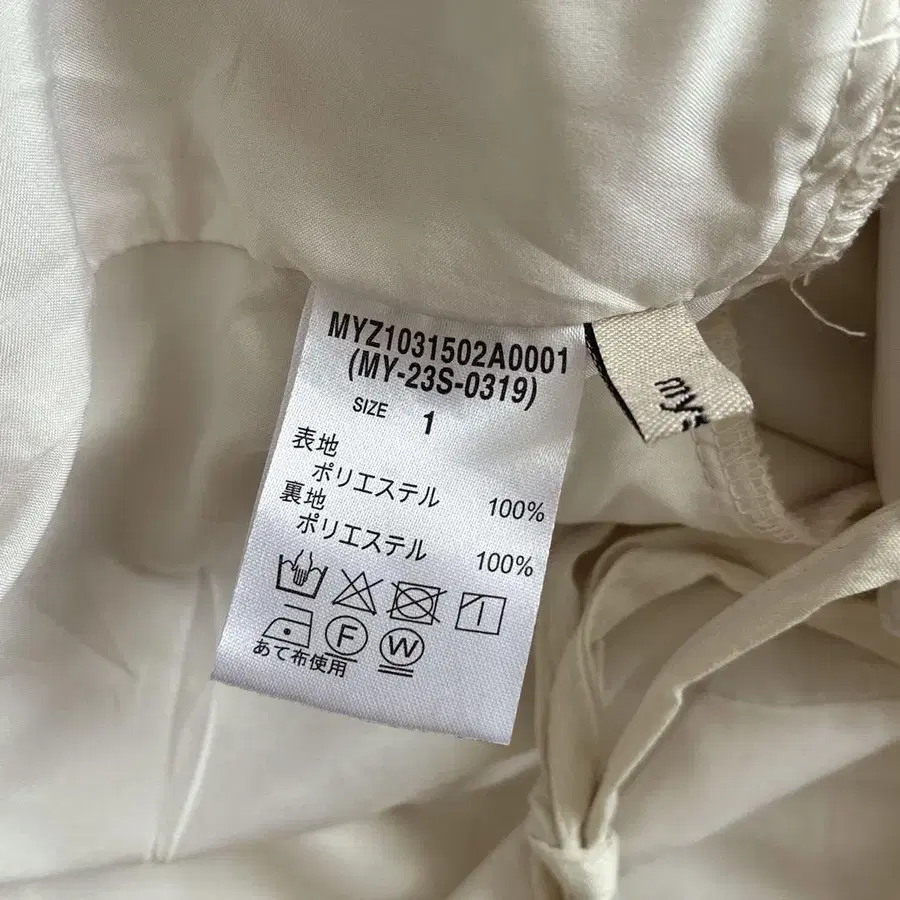 MYZ1031502A0001
(MY-23S-0319)
SIZE 1
表地
ポリエステル 100%
裏地
ポリエステル 100%
F W
あて布使用